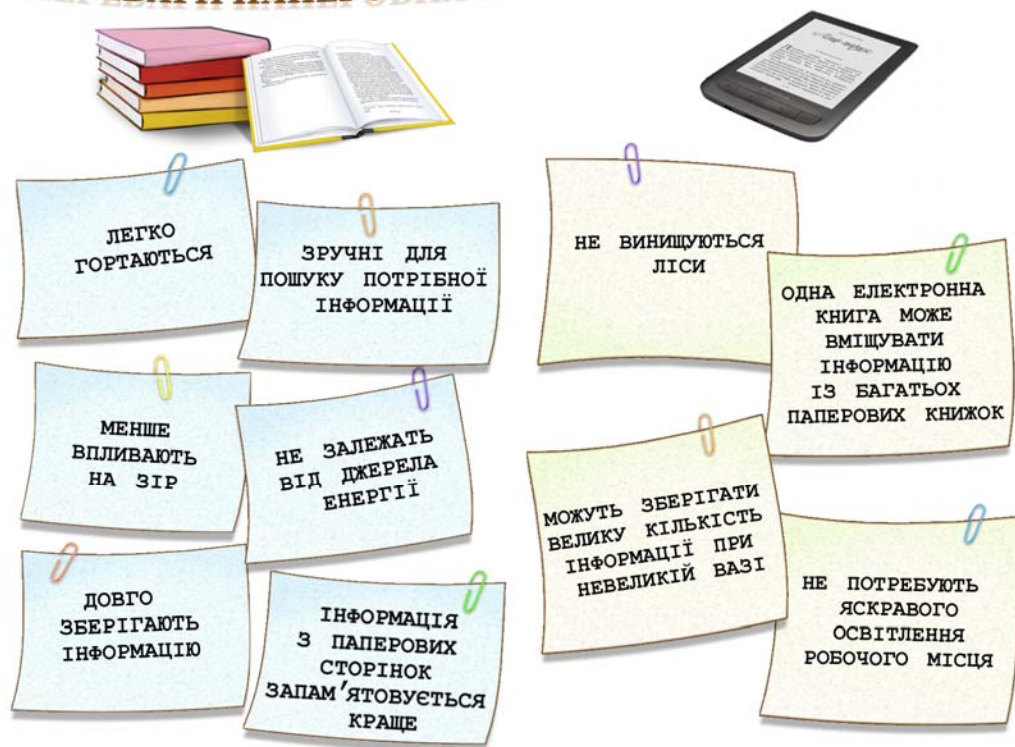 ЛЕГКО
ГОРТАЮТЬСЯ
ЗРУЧНІ ДЛЯ
ПОШУКУ ПОТРІБНОЇ
ІНФОРМАЦІЇ
МЕНШЕ
ВПЛИВАЮТЬ
НА ЗІР
НЕ ЗАЛЕЖАТЬ
ВІД ДЖЕРЕЛА
ЕНЕРГІЇ
ДОВГО
ЗБЕРІГАЮТЬ
ІНФОРМАЦІЮ
ІНФОРМАЦІЯ
З ПАПЕРОВИХ
СТОРІНОК
ЗАПАМ'ЯТОВУЄТЬСЯ
КРАЩЕ
НЕ ВИНИЩУЮТЬСЯ
ЛІСИ
ОДНА ЕЛЕКТРОННА
КНИГА МОЖЕ
ВМІЩУВАТИ
ІНФОРМАЦІЮ
ІЗ БАГАТЬОХ
ПАПЕРОВИХ КНИЖОК
МОЖУТЬ ЗБЕРІГАТИ
ВЕЛИКУ КІЛЬКІСТЬ
ІНФОРМАЦІЇ ПРИ
НЕВЕЛИКІЙ ВАЗІ
НЕ ПОТРЕБУЮТЬ
ЯСКРАВОГО
ОСВІТЛЕННЯ
РОБОЧОГО МІСЦЯ